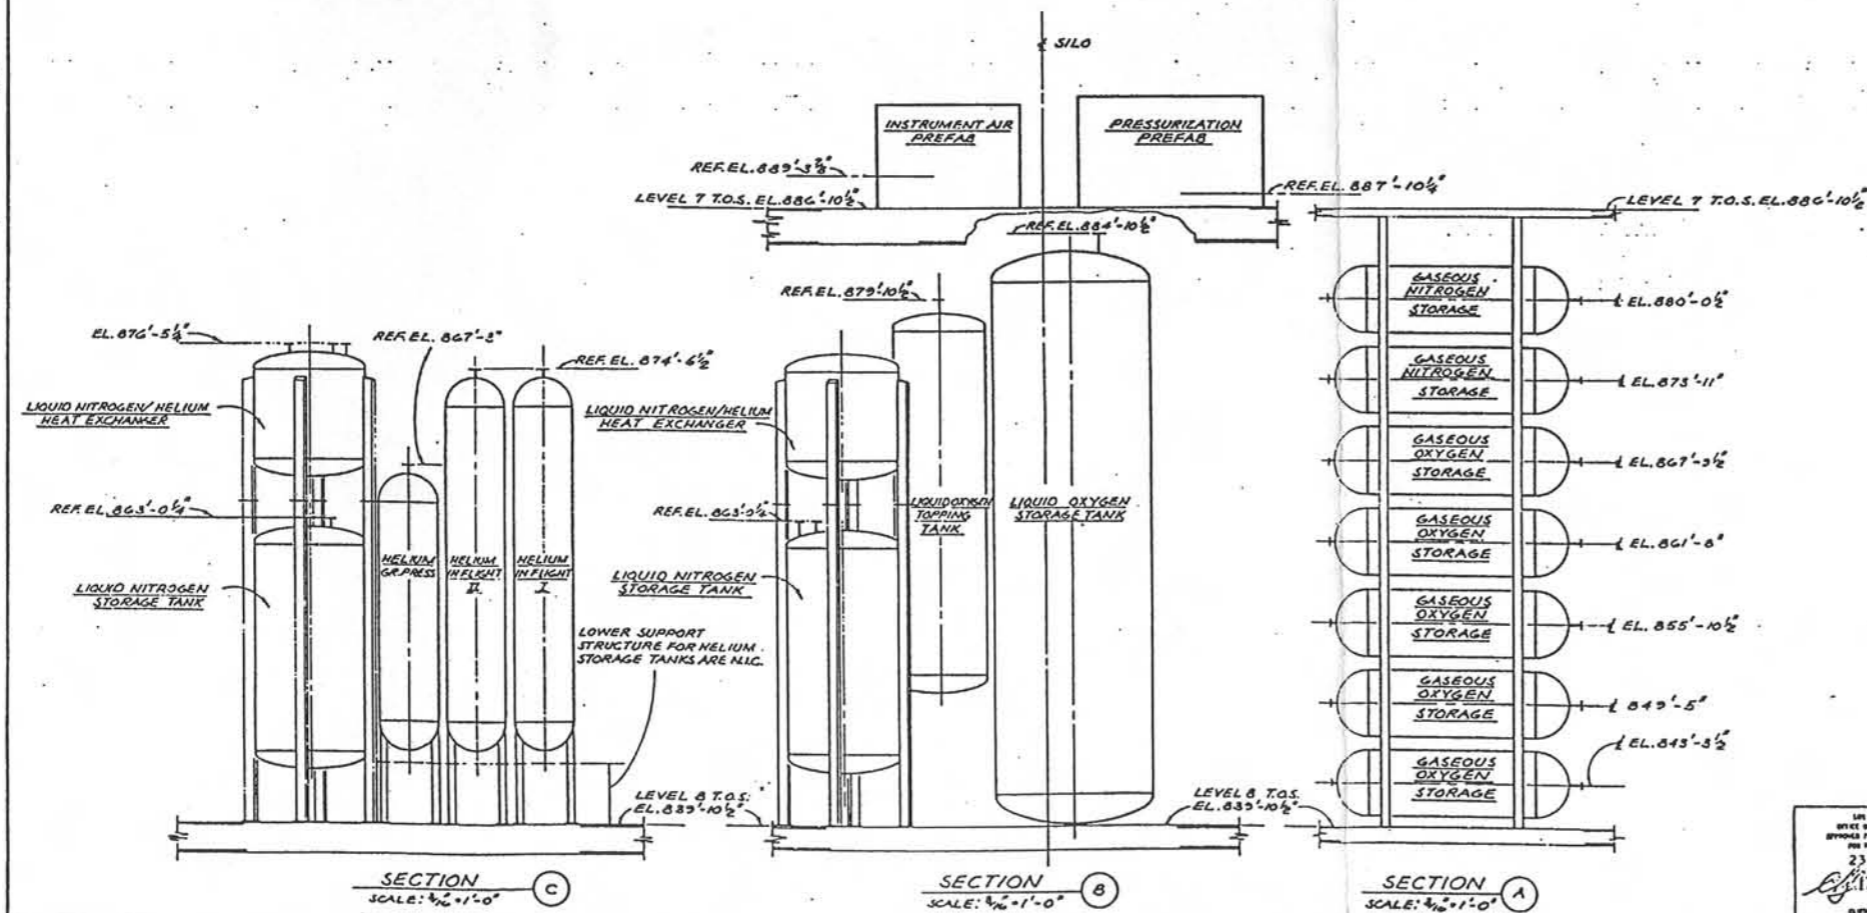 ℄ SILO
INSTRUMENT AIR
PREFAB
PRESSURIZATION
PREFAB
REF. EL. 889'-3⅞"
REF. EL. 887'-10¼"
LEVEL 7 T.O.S. EL. 886'-10½"
REF. EL. 884'-10½"
REF. EL. 879'-10½"
LIQUID NITROGEN/HELIUM
HEAT EXCHANGER
LIQUID OXYGEN
TOPPING
TANK
LIQUID OXYGEN
STORAGE TANK
REF. EL. 863'-0¼"
LIQUID NITROGEN
STORAGE TANK
LEVEL 8 T.O.S.
EL. 839'-10½"
SECTION B
SCALE: 3/16"=1'-0"
EL. 876'-5¼"
REF. EL. 867'-3"
REF. EL. 874'-6½"
LIQUID NITROGEN/HELIUM
HEAT EXCHANGER
REF. EL. 863'-0¼"
HELIUM
GR. PRESS
HELIUM
INFLIGHT
II
HELIUM
INFLIGHT
I
LIQUID NITROGEN
STORAGE TANK
LOWER SUPPORT
STRUCTURE FOR HELIUM
STORAGE TANKS ARE N.I.C.
LEVEL 8 T.O.S.
EL. 839'-10½"
SECTION C
SCALE: 3/16"=1'-0"
LEVEL 7 T.O.S. EL. 886'-10½"
GASEOUS
NITROGEN
STORAGE
℄ EL. 880'-0½"
GASEOUS
NITROGEN
STORAGE
℄ EL. 873'-11"
GASEOUS
OXYGEN
STORAGE
℄ EL. 867'-9½"
GASEOUS
OXYGEN
STORAGE
℄ EL. 861'-8"
GASEOUS
OXYGEN
STORAGE
℄ EL. 855'-10½"
GASEOUS
OXYGEN
STORAGE
℄ 849'-5"
GASEOUS
OXYGEN
STORAGE
℄ EL. 843'-3½"
SECTION A
SCALE: 3/16"=1'-0"
23